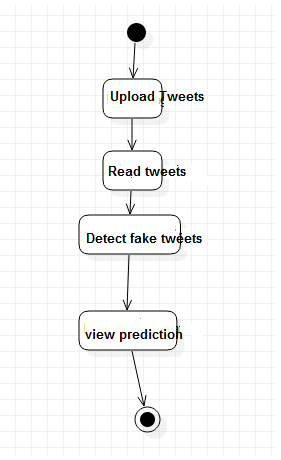 Upload Tweets
Read tweets
Detect fake tweets
view prediction